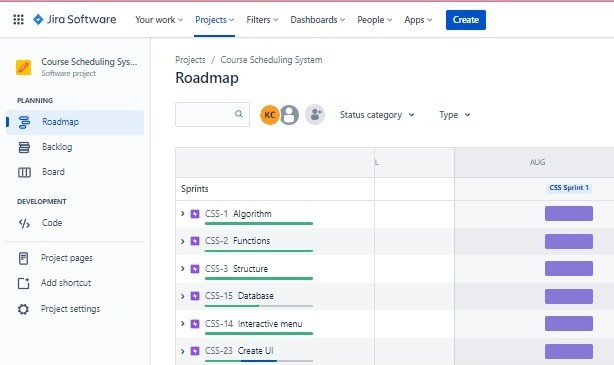 Jira Software Your work Projects Filters Dashboards People Apps Create
Course Scheduling Sys...
Software project
Projects / Course Scheduling System
Roadmap
KC Status category Type
PLANNING
Roadmap
Backlog
Board
DEVELOPMENT
Code
Project pages
Add shortcut
Project settings
L AUG
Sprints CSS Sprint 1
CSS-1 Algorithm
CSS-2 Functions
CSS-3 Structure
CSS-15 Database
CSS-14 Interactive menu
CSS-23 Create UI